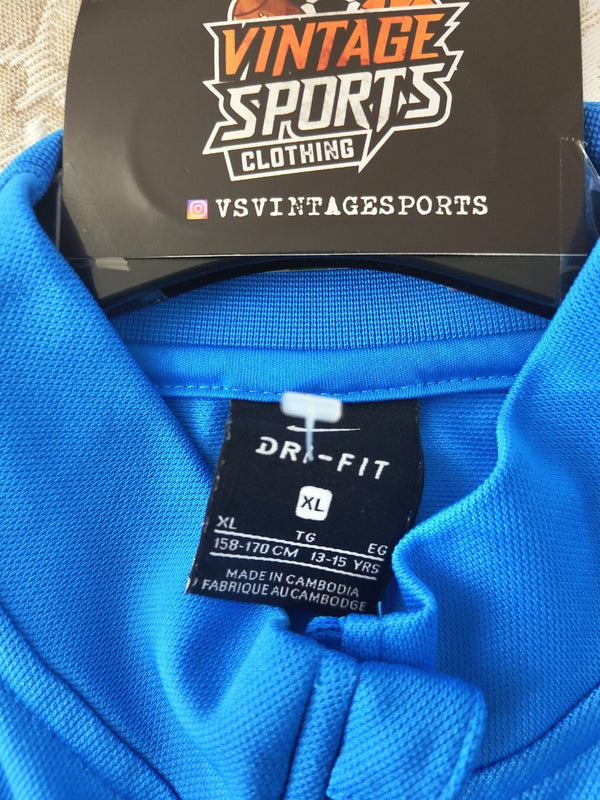 VINTAGE
SPORTS
CLOTHING
VSVINTAGESPORTS
DRI-FIT
XL
XL TG EG
158-170 CM 13-15 YRS
MADE IN CAMBODIA
FABRIQUE AU CAMBODGE